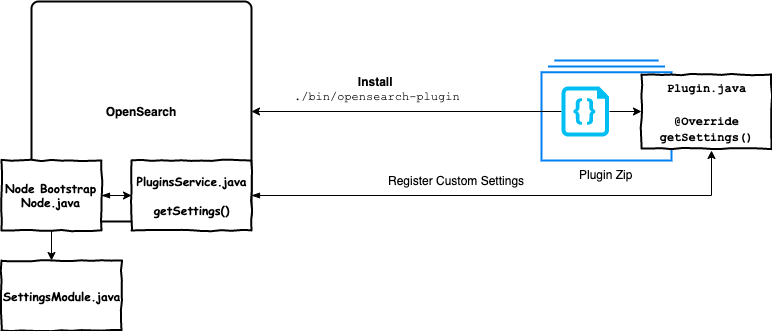 Install
./bin/opensearch-plugin
OpenSearch
{}
Plugin.java
@Override
getSettings()
Plugin Zip
Node Bootstrap
Node.java
PluginsService.java
getSettings()
Register Custom Settings
SettingsModule.java